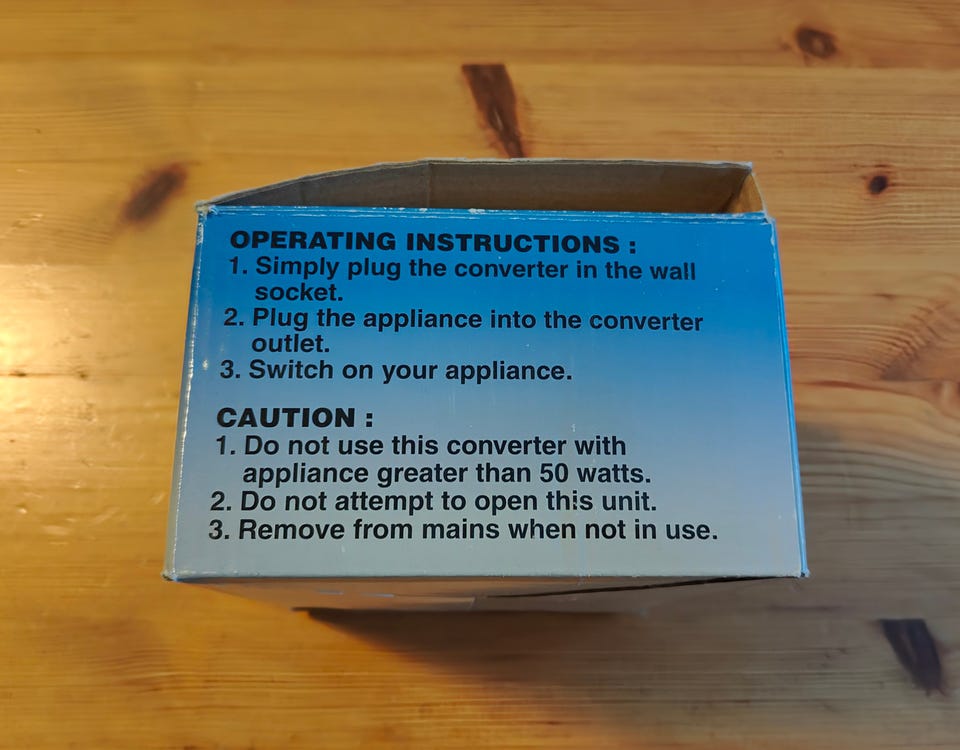 OPERATING INSTRUCTIONS :
1. Simply plug the converter in the wall
socket.
2. Plug the appliance into the converter
outlet.
3. Switch on your appliance.
CAUTION :
1. Do not use this converter with
appliance greater than 50 watts.
2. Do not attempt to open this unit.
3. Remove from mains when not in use.